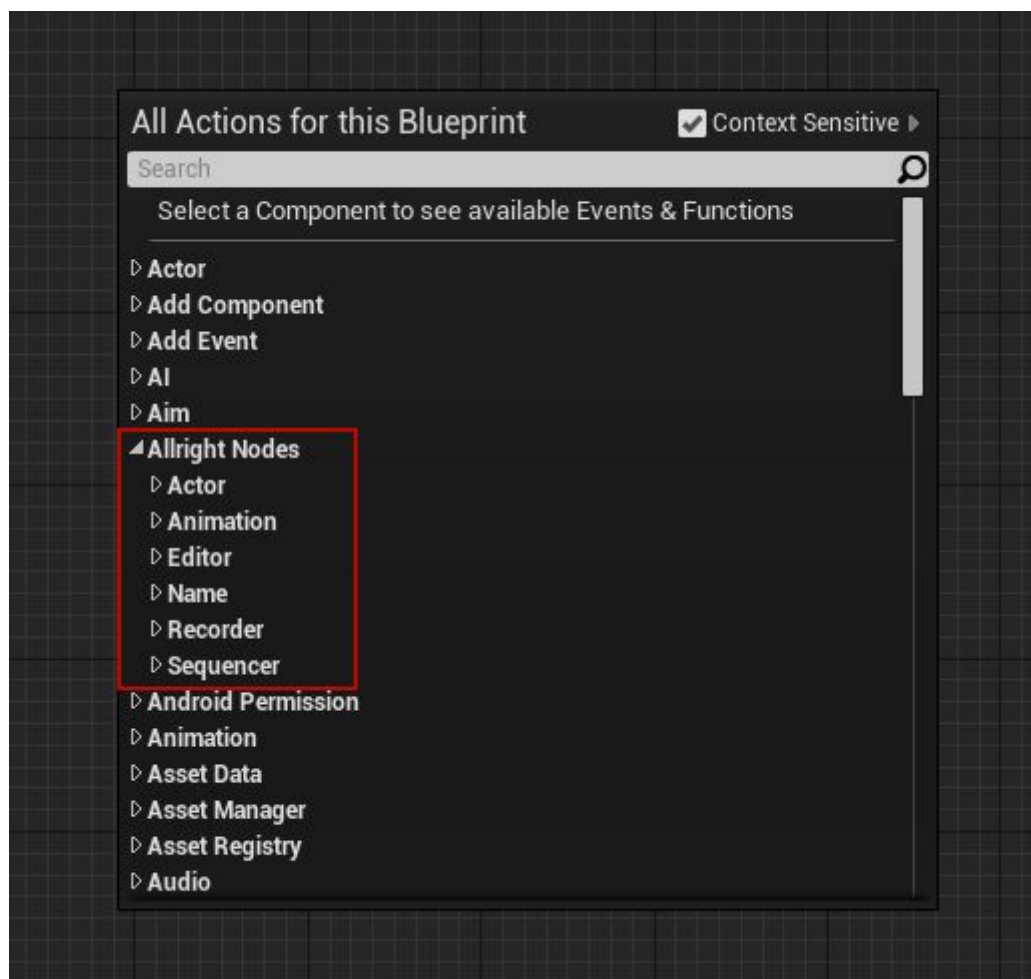 All Actions for this Blueprint Context Sensitive
Search
Select a Component to see available Events & Functions
Actor
Add Component
Add Event
AI
Aim
Allright Nodes
Actor
Animation
Editor
Name
Recorder
Sequencer
Android Permission
Animation
Asset Data
Asset Manager
Asset Registry
Audio